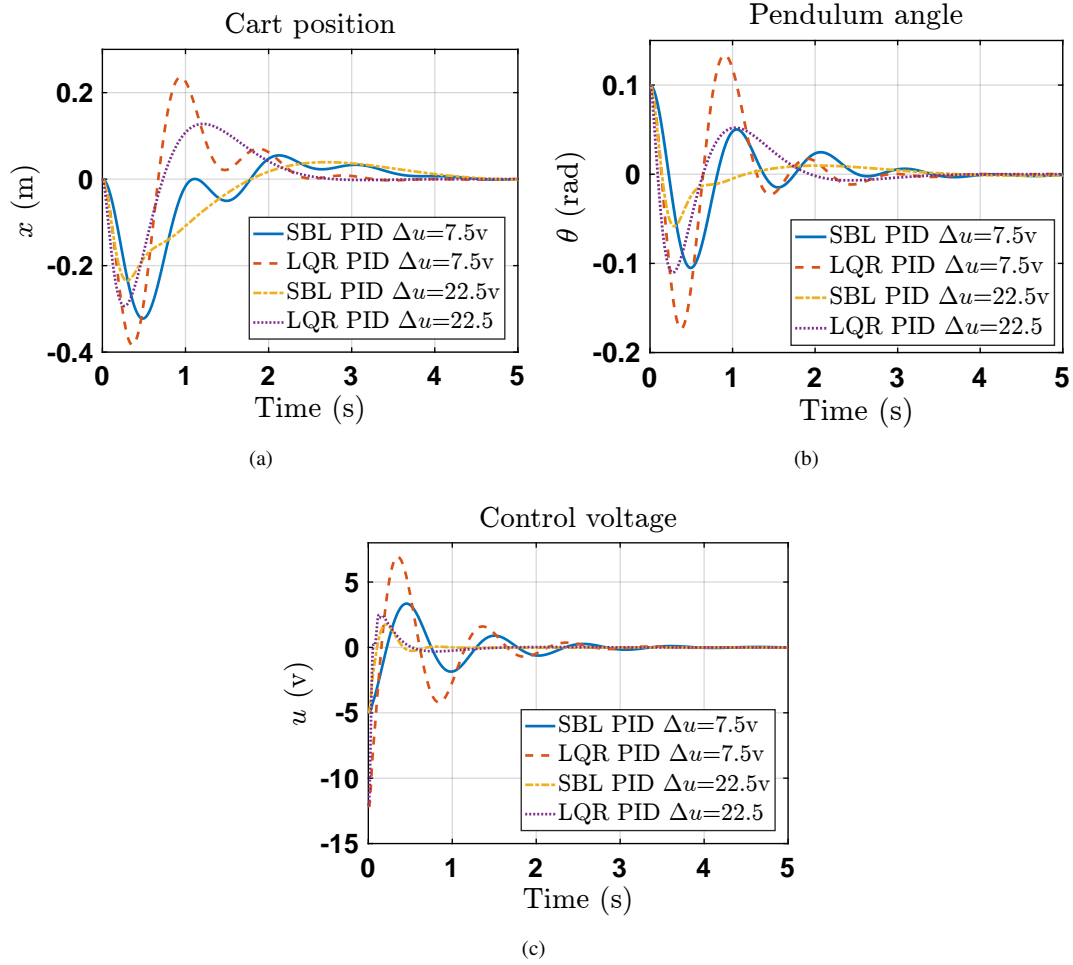 Cart position
0.2
0
-0.2
-0.4
x (m)
0 1 2 3 4 5
Time (s)
SBL PID Δu=7.5v
LQR PID Δu=7.5v
SBL PID Δu=22.5v
LQR PID Δu=22.5
(a)
Pendulum angle
0.1
0
-0.1
-0.2
θ (rad)
0 1 2 3 4 5
Time (s)
SBL PID Δu=7.5v
LQR PID Δu=7.5v
SBL PID Δu=22.5v
LQR PID Δu=22.5
(b)
Control voltage
5
0
-5
-10
-15
u (v)
0 1 2 3 4 5
Time (s)
SBL PID Δu=7.5v
LQR PID Δu=7.5v
SBL PID Δu=22.5v
LQR PID Δu=22.5
(c)